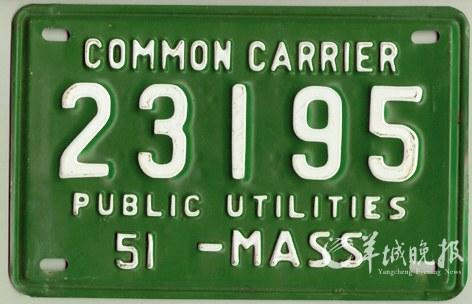 COMMON CARRIER
23195
PUBLIC UTILITIES
51 -MASS
羊城晚报
Yangcheng Evening News